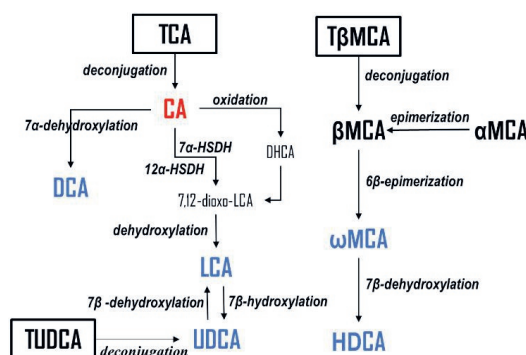 TCA
TβMCA
deconjugation
deconjugation
CA
oxidation
7α-dehydroxylation
epimerization
βMCA
αMCA
7α-HSDH
12α-HSDH
DHCA
DCA
7,12-dioxo-LCA
6β-epimerization
dehydroxylation
ωMCA
LCA
7β -dehydroxylation
7β-hydroxylation
7β-dehydroxylation
TUDCA
deconjugation
UDCA
HDCA